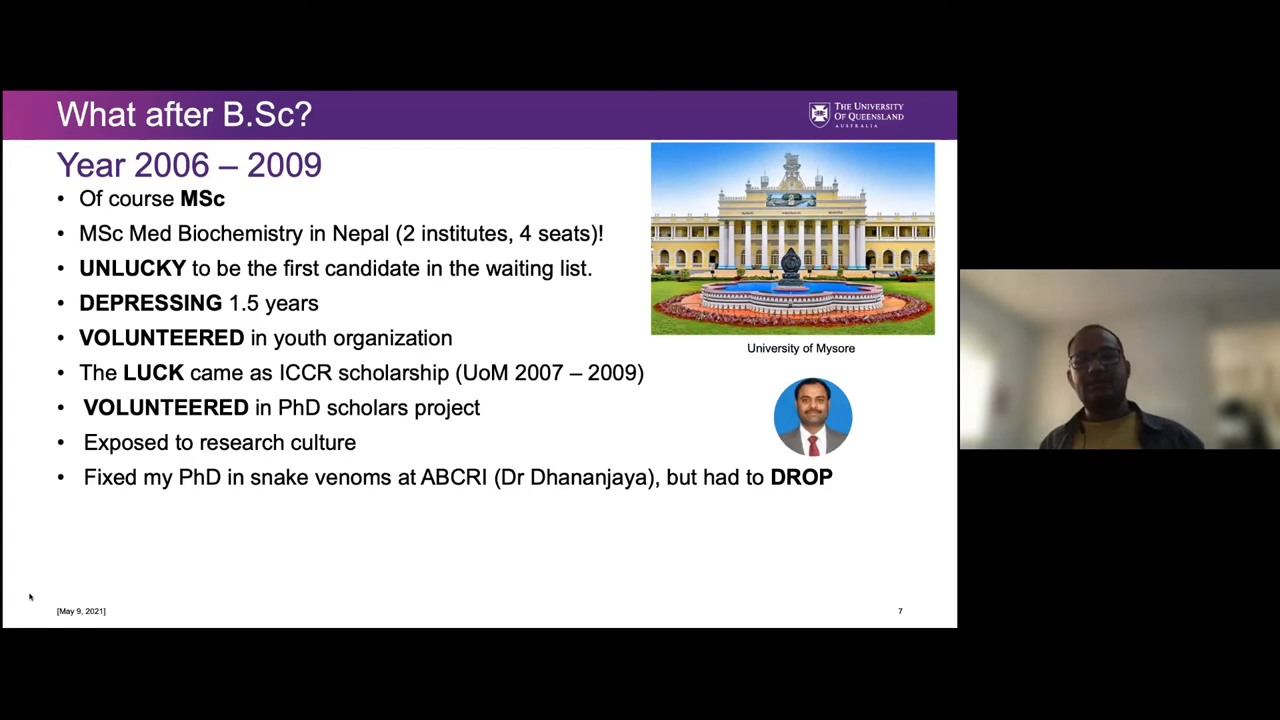 What after B.Sc?
THE UNIVERSITY
OF QUEENSLAND
AUSTRALIA
Year 2006 – 2009
• Of course MSc
• MSc Med Biochemistry in Nepal (2 institutes, 4 seats)!
• UNLUCKY to be the first candidate in the waiting list.
• DEPRESSING 1.5 years
• VOLUNTEERED in youth organization
University of Mysore
• The LUCK came as ICCR scholarship (UoM 2007 – 2009)
• VOLUNTEERED in PhD scholars project
• Exposed to research culture
• Fixed my PhD in snake venoms at ABCRI (Dr Dhananjaya), but had to DROP
[May 9, 2021]
7